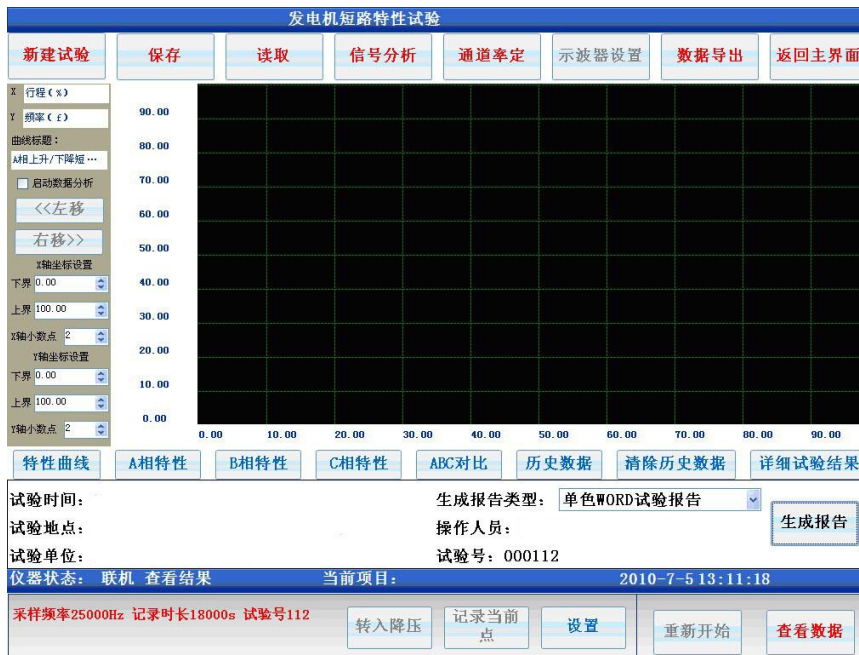 发电机短路特性试验
新建试验 保存 读取 信号分析 通道率定 示波器设置 数据导出 返回主界面
X 行程(%)
Y 频率(f)
曲线标题:
A相上升/下降短…
启动数据分析
<<左移
右移>>
X轴坐标设置
下界 0.00
上界 100.00
X轴小数点 2
Y轴坐标设置
下界 0.00
上界 100.00
Y轴小数点 2
90.00
80.00
70.00
60.00
50.00
40.00
30.00
20.00
10.00
0.00
0.00 10.00 20.00 30.00 40.00 50.00 60.00 70.00 80.00 90.00
特性曲线 A相特性 B相特性 C相特性 ABC对比 历史数据 清除历史数据 详细试验结果
试验时间: 生成报告类型: 单色WORD试验报告
试验地点: 操作人员:
生成报告
试验单位: 试验号:000112
仪器状态: 联机 查看结果 当前项目: 2010-7-5 13:11:18
采样频率25000Hz 记录时长18000s 试验号112
转入降压 记录当前点 设置 重新开始 查看数据